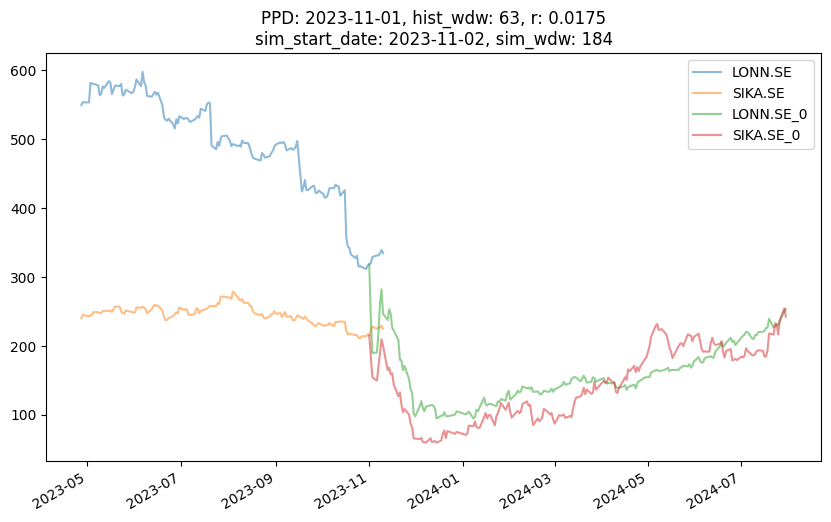 PPD: 2023-11-01, hist_wdw: 63, r: 0.0175
sim_start_date: 2023-11-02, sim_wdw: 184
LONN.SE
SIKA.SE
LONN.SE_0
SIKA.SE_0
600
500
400
300
200
100
2023-05
2023-07
2023-09
2023-11
2024-01
2024-03
2024-05
2024-07